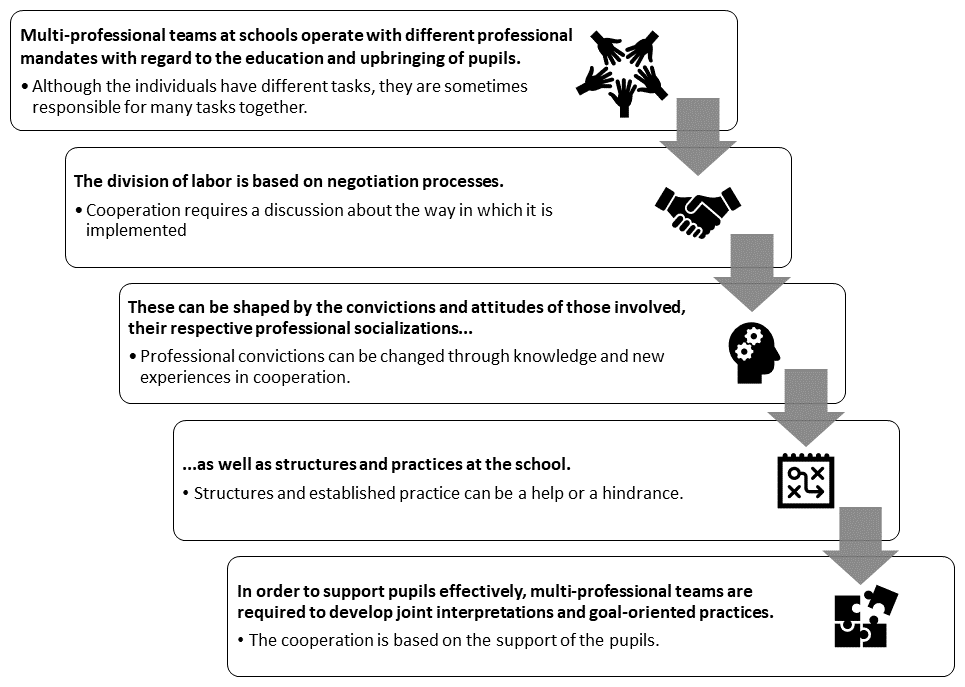 Multi-professional teams at schools operate with different professional
mandates with regard to the education and upbringing of pupils.
• Although the individuals have different tasks, they are sometimes
responsible for many tasks together.
The division of labor is based on negotiation processes.
• Cooperation requires a discussion about the way in which it is
implemented
These can be shaped by the convictions and attitudes of those involved,
their respective professional socializations...
• Professional convictions can be changed through knowledge and new
experiences in cooperation.
...as well as structures and practices at the school.
• Structures and established practice can be a help or a hindrance.
In order to support pupils effectively, multi-professional teams are
required to develop joint interpretations and goal-oriented practices.
• The cooperation is based on the support of the pupils.